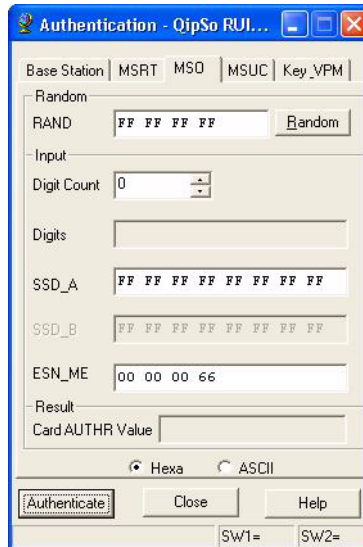 Authentication - QipSo RUI...
Base Station MSRT MSO MSUC Key_VPM
Random
RAND FF FF FF FF Random
Input
Digit Count 0
Digits
SSD_A FF FF FF FF FF FF FF FF
SSD_B FF FF FF FF FF FF FF FF
ESN_ME 00 00 00 66
Result
Card AUTHR Value
Hexa ASCII
Authenticate Close Help
SW1= SW2=